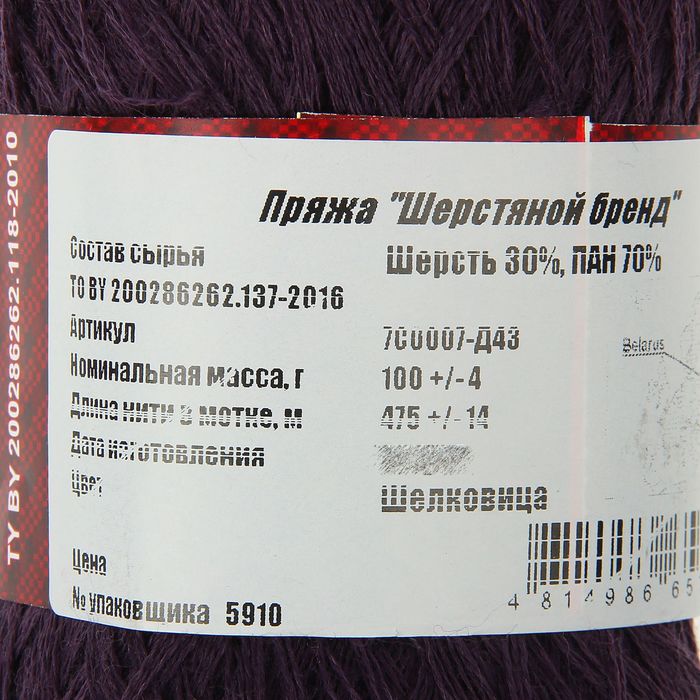 Пряжа "Шерстяной бренд"
Состав сырья Шерсть 30%, ПАН 70%
ТО BY 200286262.137-2016
Артикул 7С0007-Д43
Номинальная масса, г 100 +/- 4
Длина нити в мотке, м 475 +/- 14
Дата изготовления
Цвет Шелковица
Цена
№ упаковщика 5910
Belarus
4 814986 65
TУ BY 200286262.118-2010